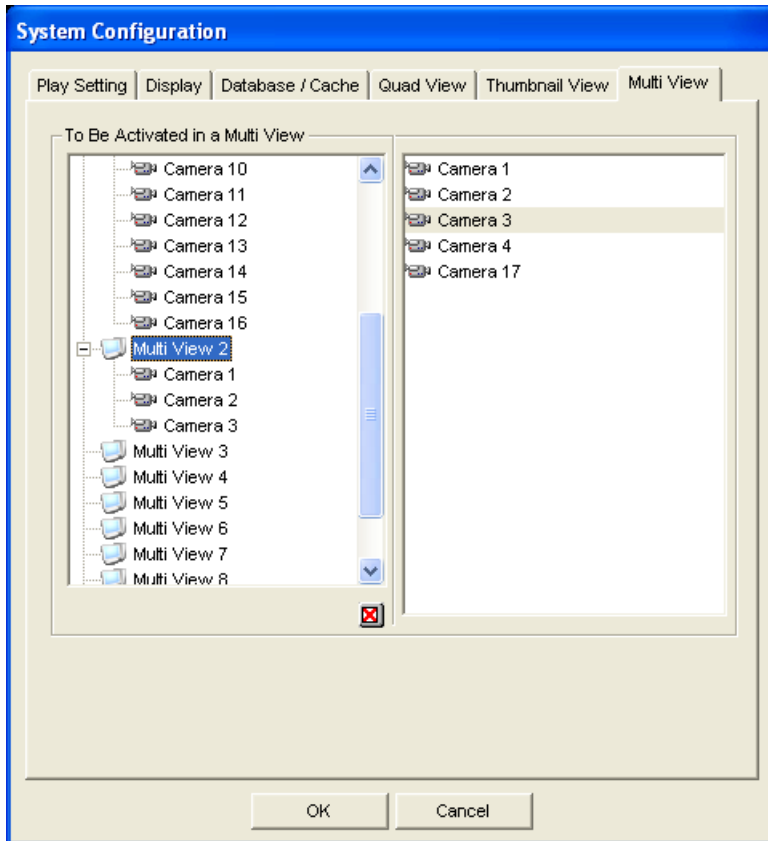 System Configuration
Play Setting Display Database / Cache Quad View Thumbnail View Multi View
To Be Activated in a Multi View
Camera 10
Camera 11
Camera 12
Camera 13
Camera 14
Camera 15
Camera 16
Multi View 2
Camera 1
Camera 2
Camera 3
Multi View 3
Multi View 4
Multi View 5
Multi View 6
Multi View 7
Multi View 8
Camera 1
Camera 2
Camera 3
Camera 4
Camera 17
OK Cancel